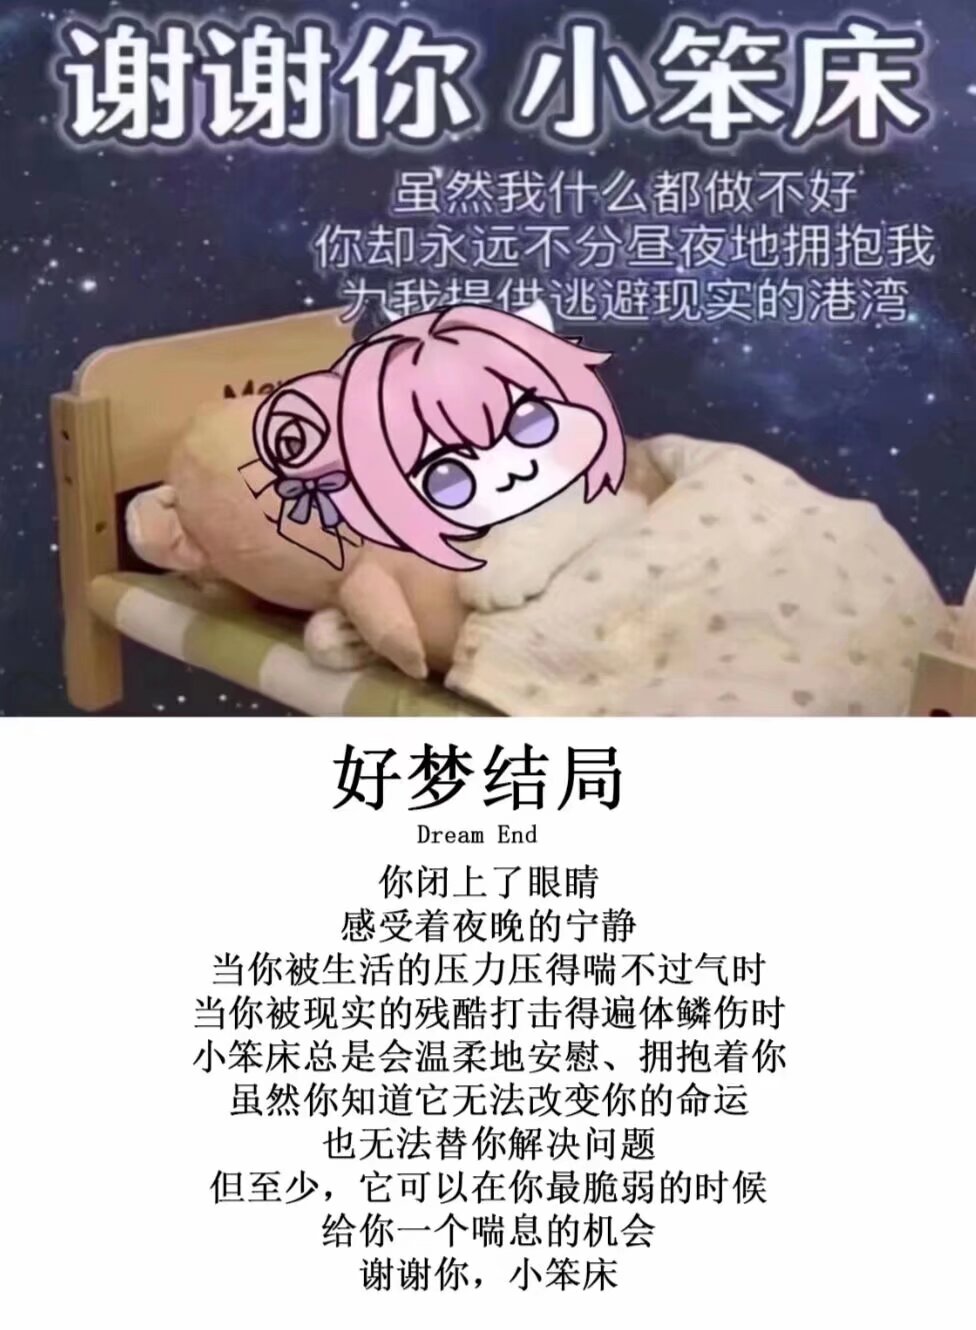 谢谢你 小笨床
虽然我什么都做不好
你却永远不分昼夜地拥抱我
为我提供逃避现实的港湾
好梦结局
Dream End
你闭上了眼睛
感受着夜晚的宁静
当你被生活的压力压得喘不过气时
当你被现实的残酷打击得遍体鳞伤时
小笨床总是会温柔地安慰、拥抱着你
虽然你知道它无法改变你的命运
也无法替你解决问题
但至少，它可以在你最脆弱的时候
给你一个喘息的机会
谢谢你，小笨床